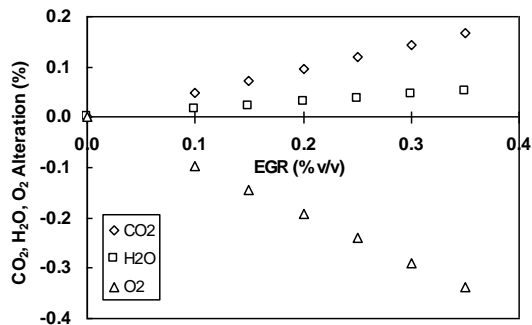 CO2, H2O, O2 Alteration (%)
0.2
0.1
0.0
-0.1
-0.2
-0.3
-0.4
0.0 0.1 0.2 0.3 0.4
EGR (% v/v)
CO2
H2O
O2